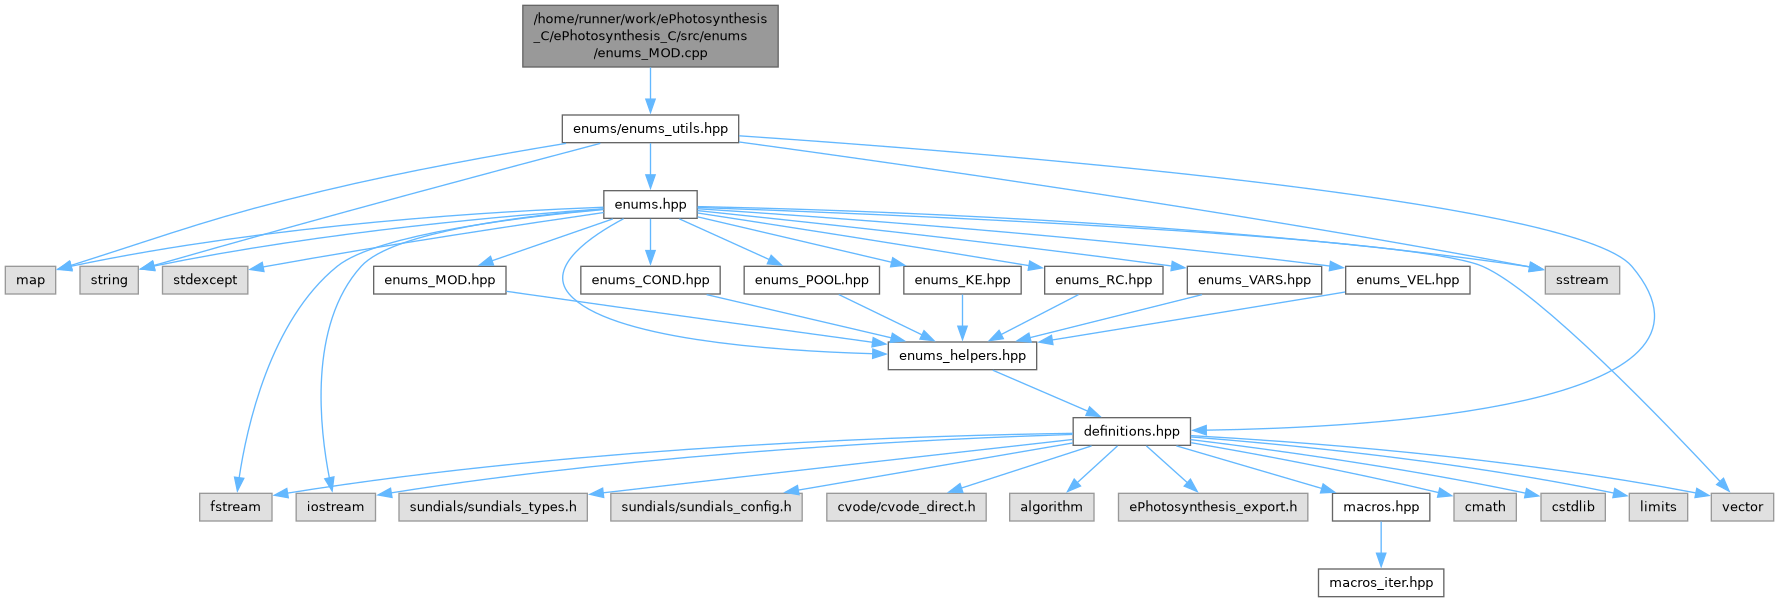 /home/runner/work/ePhotosynthesis
_C/ePhotosynthesis_C/src/enums
/enums_MOD.cpp
enums/enums_utils.hpp
enums.hpp
map
string
stdexcept
enums_MOD.hpp
enums_COND.hpp
enums_POOL.hpp
enums_KE.hpp
enums_RC.hpp
enums_VARS.hpp
enums_VEL.hpp
sstream
enums_helpers.hpp
definitions.hpp
fstream
iostream
sundials/sundials_types.h
sundials/sundials_config.h
cvode/cvode_direct.h
algorithm
ePhotosynthesis_export.h
macros.hpp
cmath
cstdlib
limits
vector
macros_iter.hpp